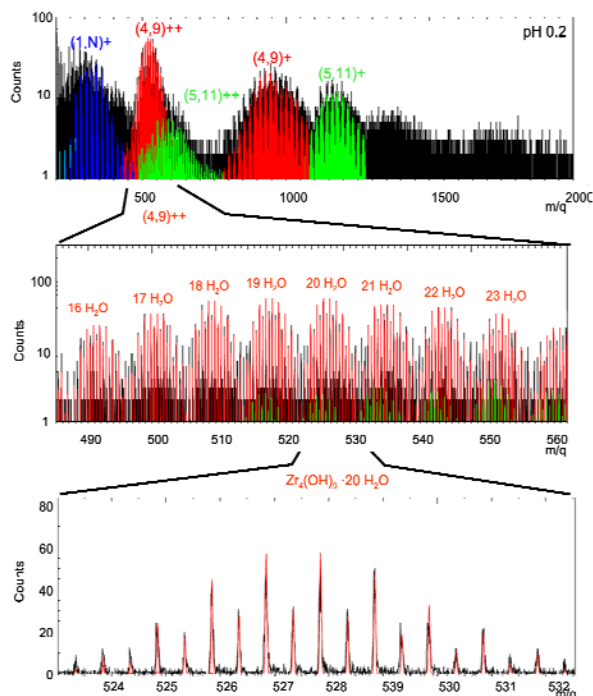 100
10
1
Counts
pH 0.2
(1,N)+
(4,9)++
(5,11)++
(4,9)+
(5,11)+
500 1000 1500 2000
m/q
(4,9)++
100
10
1
Counts
16 H₂O 17 H₂O 18 H₂O 19 H₂O 20 H₂O 21 H₂O 22 H₂O 23 H₂O
490 500 510 520 530 540 550 562
m/q
Zr₄(OH)₉ ·20 H₂O
80
60
40
20
0
Counts
524 525 526 527 528 539 530 531 532
m/q